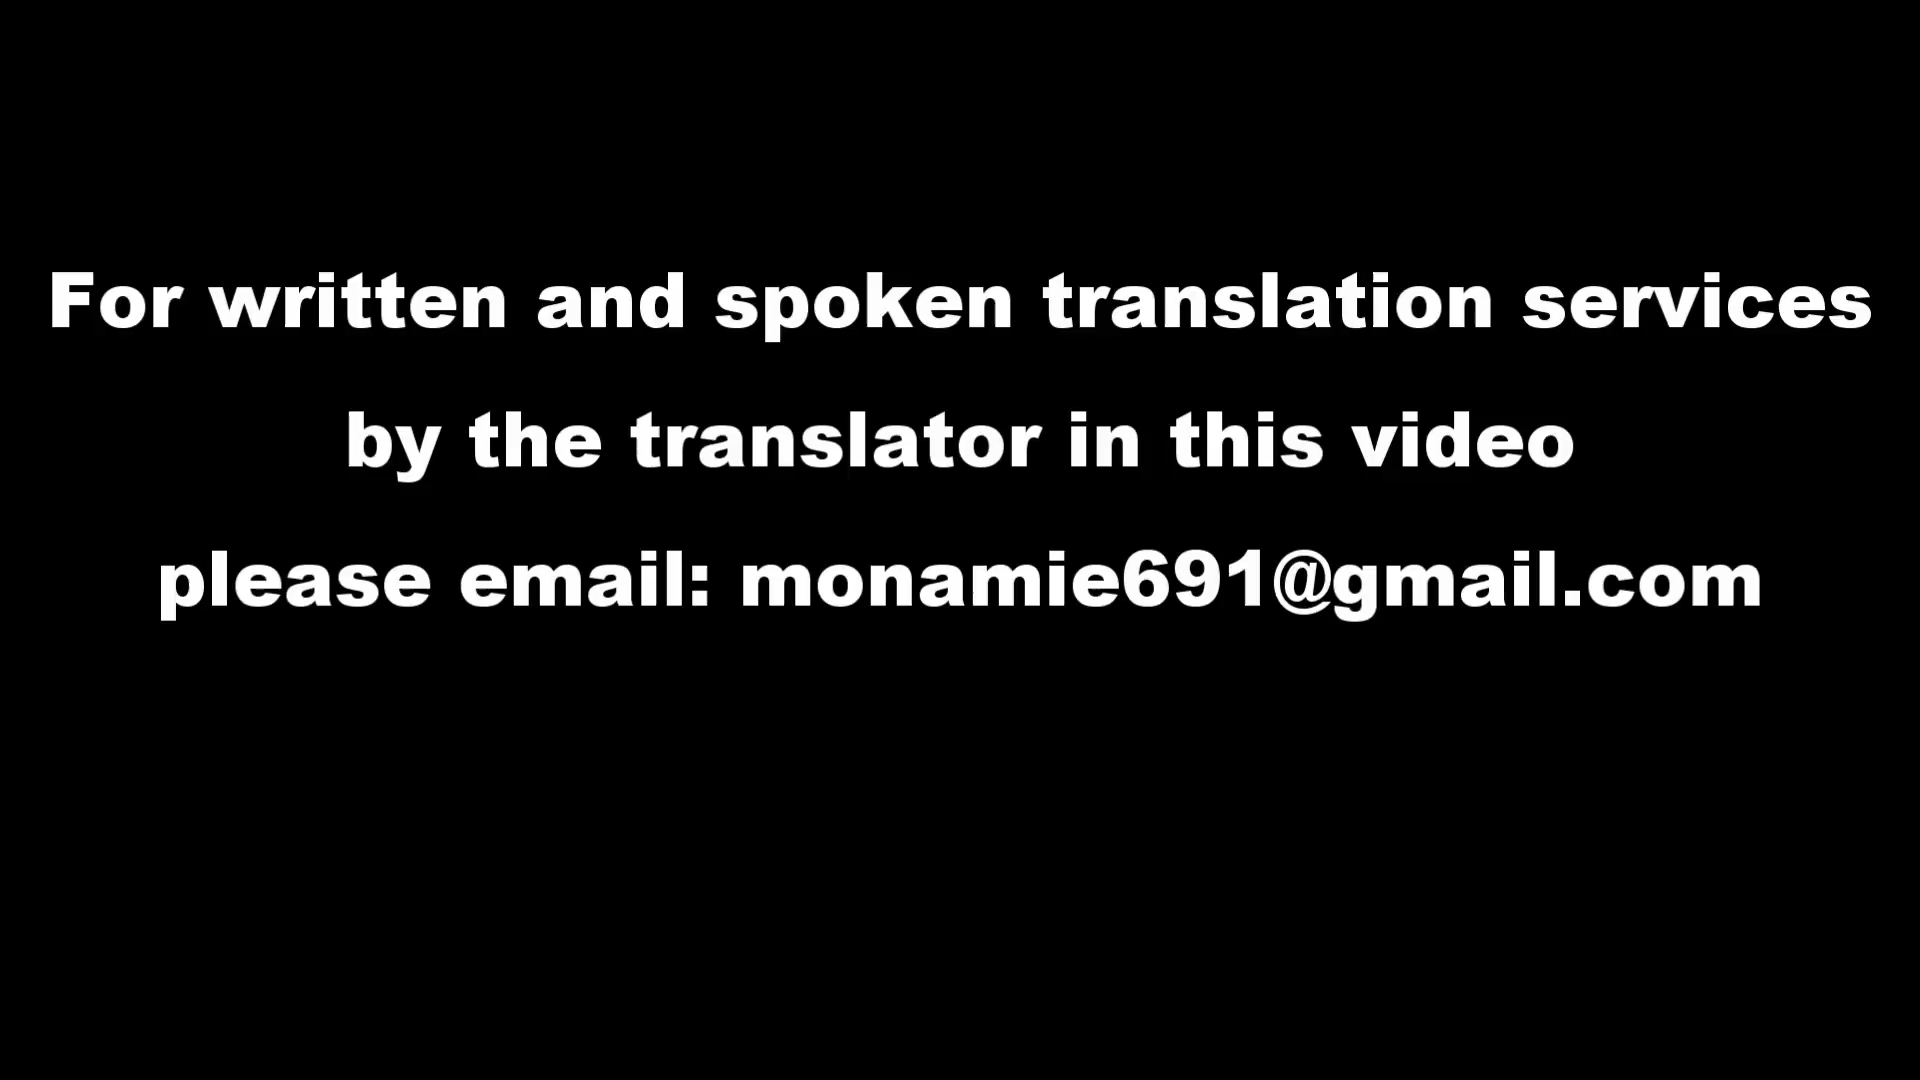 For written and spoken translation services
by the translator in this video
please email: monamie691@gmail.com